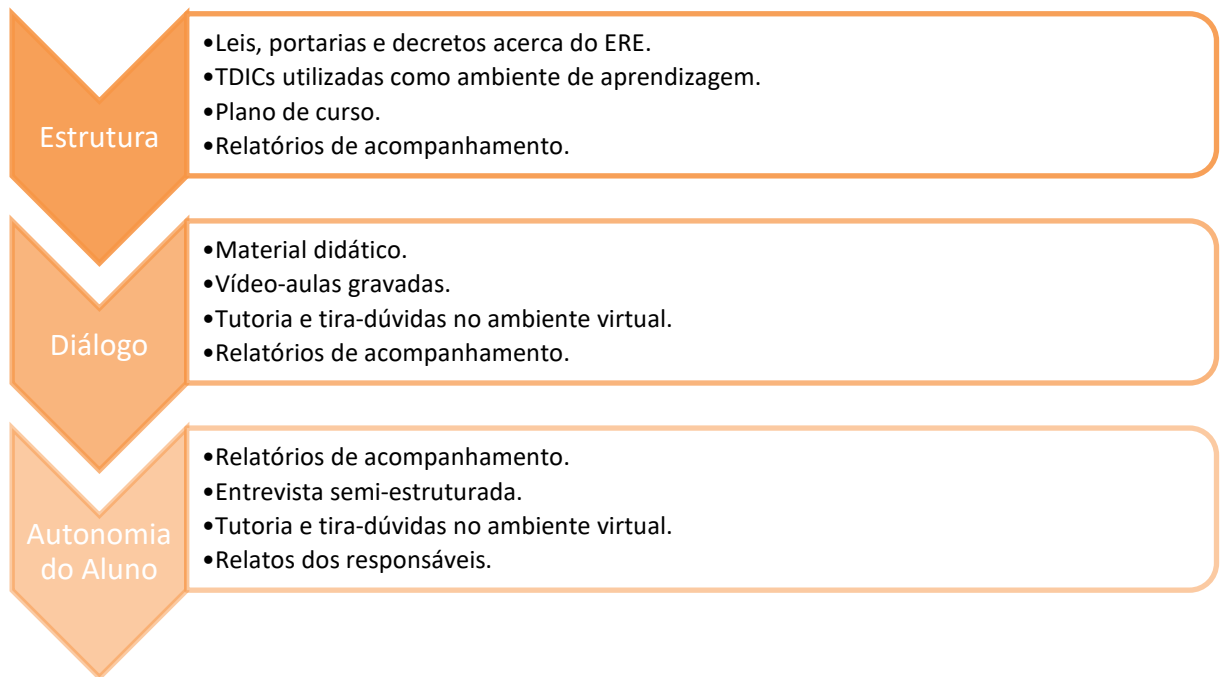 Estrutura
•Leis, portarias e decretos acerca do ERE.
•TDICs utilizadas como ambiente de aprendizagem.
•Plano de curso.
•Relatórios de acompanhamento.
Diálogo
•Material didático.
•Vídeo-aulas gravadas.
•Tutoria e tira-dúvidas no ambiente virtual.
•Relatórios de acompanhamento.
Autonomia
do Aluno
•Relatórios de acompanhamento.
•Entrevista semi-estruturada.
•Tutoria e tira-dúvidas no ambiente virtual.
•Relatos dos responsáveis.